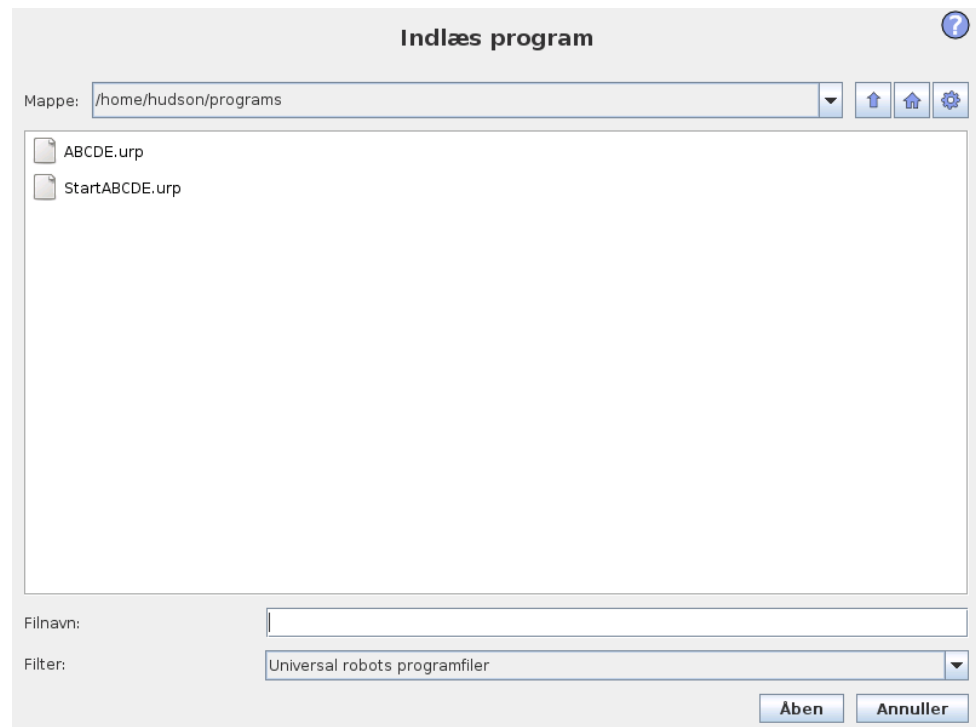 Indlæs program
?
Mappe: /home/hudson/programs
ABCDE.urp
StartABCDE.urp
Filnavn:
Filter: Universal robots programfiler
Åben Annuller